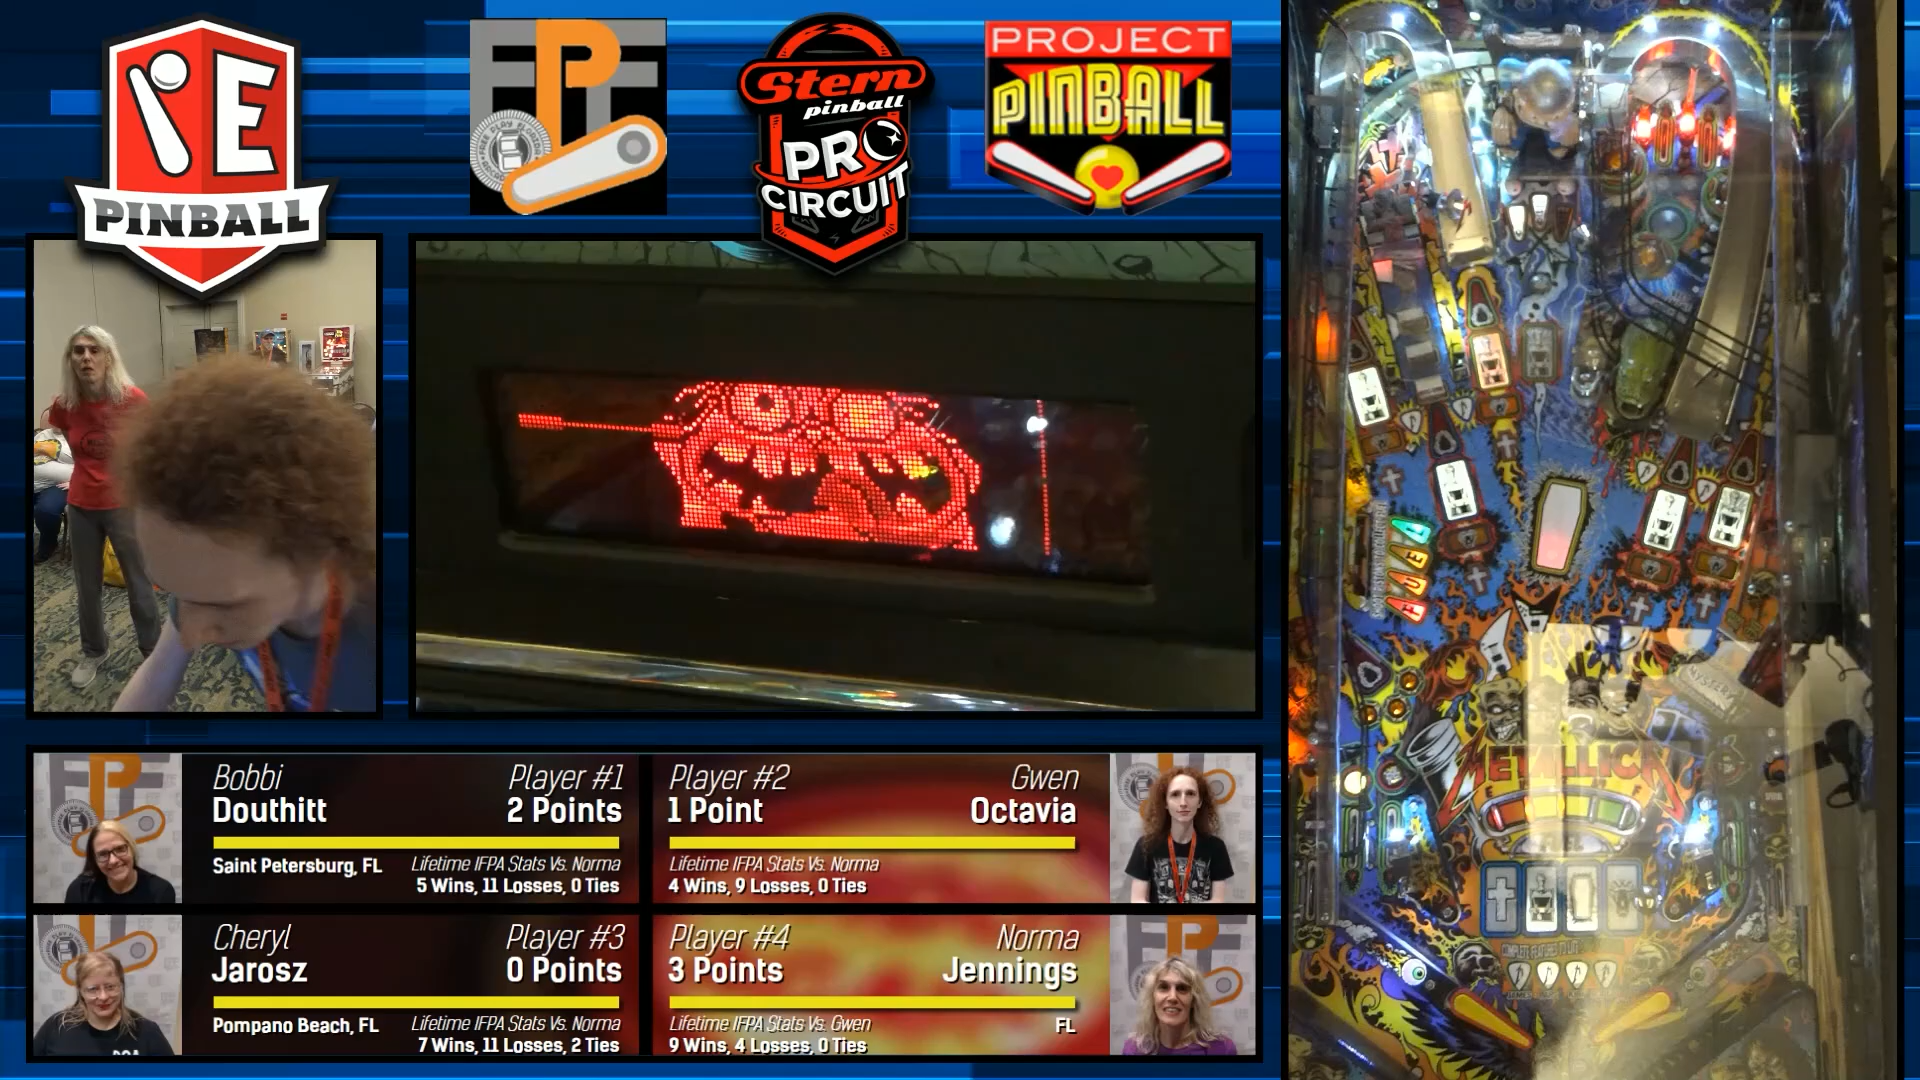 E
PINBALL
FPF
Stern
pinball
PRO
CIRCUIT
PROJECT
PINBALL
Bobbi
Douthitt
Player #1
2 Points
Saint Petersburg, FL
Lifetime IFPA Stats Vs. Norma
5 Wins, 11 Losses, 0 Ties
Player #2
1 Point
Gwen
Octavia
Lifetime IFPA Stats Vs. Norma
4 Wins, 9 Losses, 0 Ties
Cheryl
Jarosz
Player #3
0 Points
Pompano Beach, FL
Lifetime IFPA Stats Vs. Norma
7 Wins, 11 Losses, 2 Ties
Player #4
3 Points
Norma
Jennings
Lifetime IFPA Stats Vs. Gwen
9 Wins, 4 Losses, 0 Ties
FL
MYSTERY
METALLICA